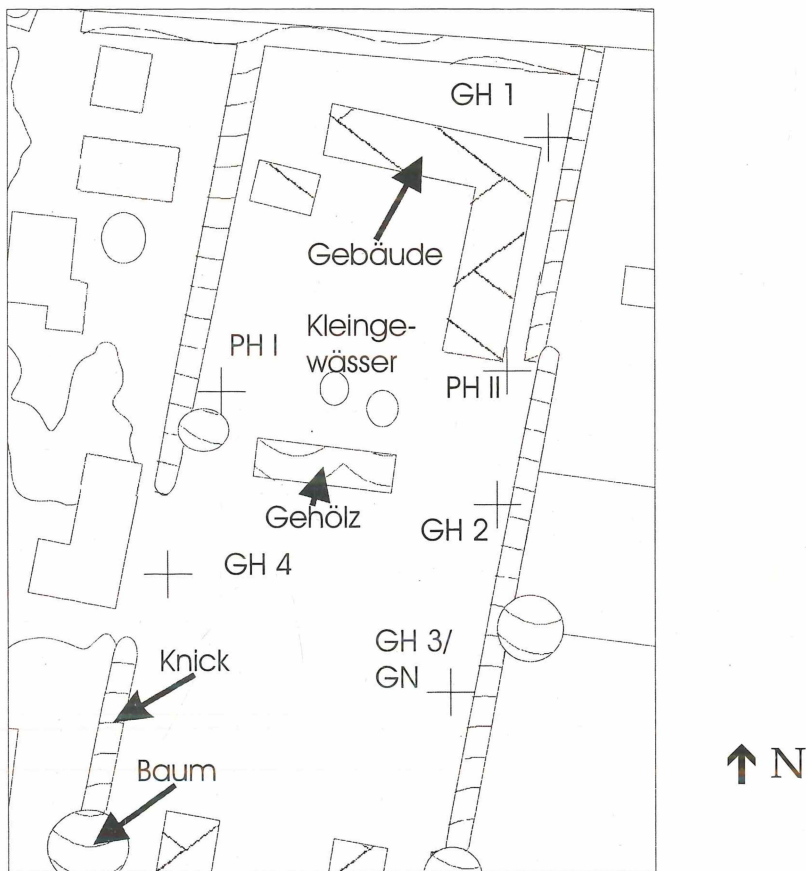 GH 1
Gebäude
Kleinge-
wässer
PH I
PH II
Gehölz
GH 2
GH 4
GH 3/
GN
Knick
Baum
N